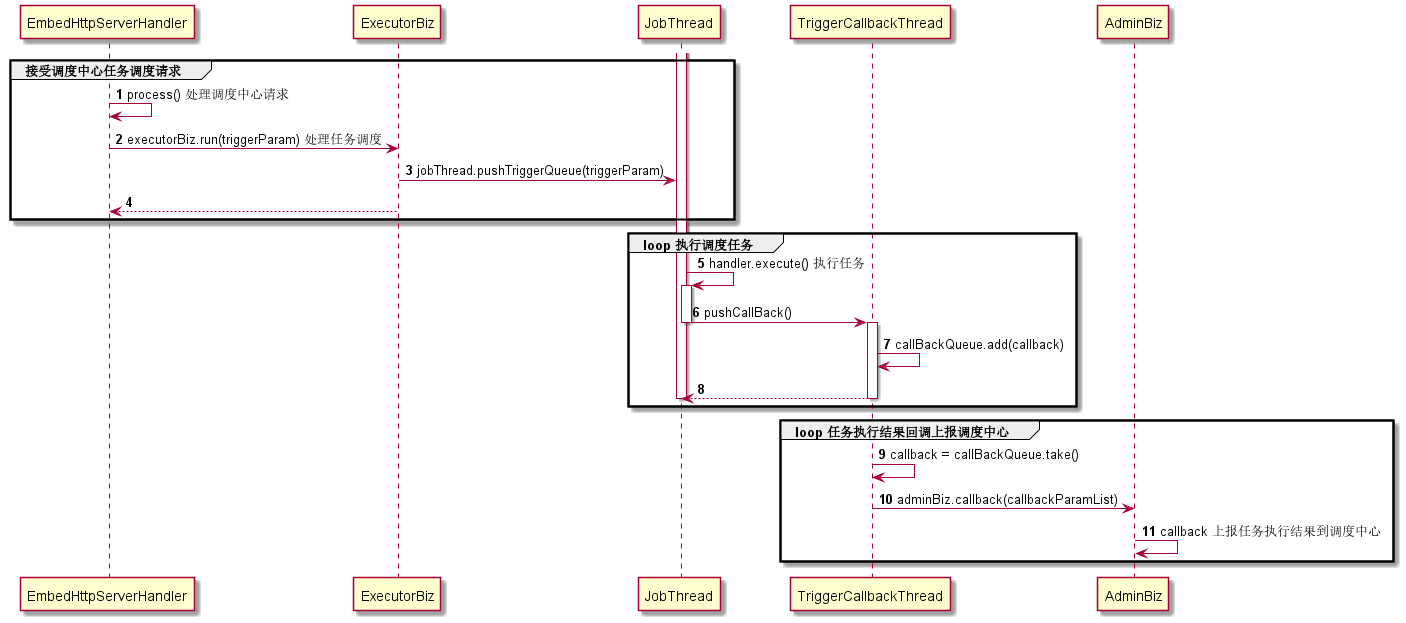 EmbedHttpServerHandler ExecutorBiz JobThread TriggerCallbackThread AdminBiz
接受调度中心任务调度请求
1 process() 处理调度中心请求
2 executorBiz.run(triggerParam) 处理任务调度
3 jobThread.pushTriggerQueue(triggerParam)
4
loop 执行调度任务
5 handler.execute() 执行任务
6 pushCallBack()
7 callBackQueue.add(callback)
8
loop 任务执行结果回调上报调度中心
9 callback = callBackQueue.take()
10 adminBiz.callback(callbackParamList)
11 callback 上报任务执行结果到调度中心
EmbedHttpServerHandler ExecutorBiz JobThread TriggerCallbackThread AdminBiz